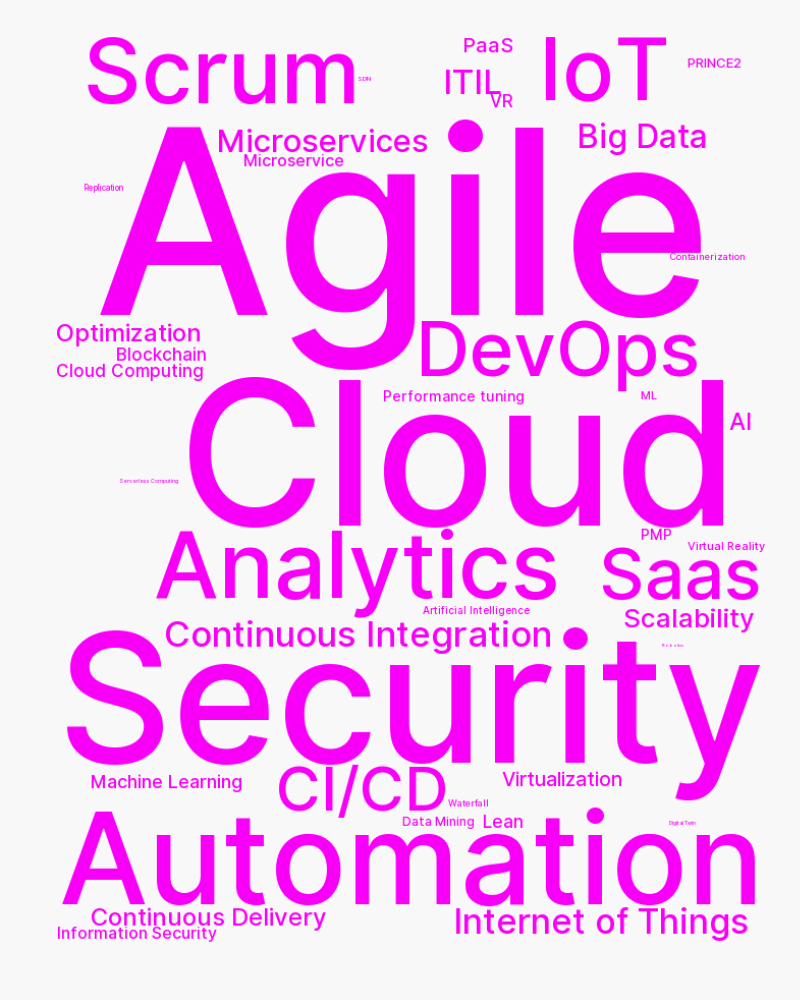 Scrum
SDN
PaaS
IoT
PRINCE2
ITIL
VR
Microservices
Big Data
Microservice
Agile
Replication
Containerization
Optimization
DevOps
Blockchain
Cloud Computing
Performance tuning
ML
AI
Cloud
Serverless Computing
PMP
Virtual Reality
Analytics
Saas
Artificial Intelligence
Scalability
Continuous Integration
Security
Machine Learning
CI/CD
Virtualization
Waterfall
Data Mining
Lean
Digital Twin
Automation
Continuous Delivery
Internet of Things
Information Security